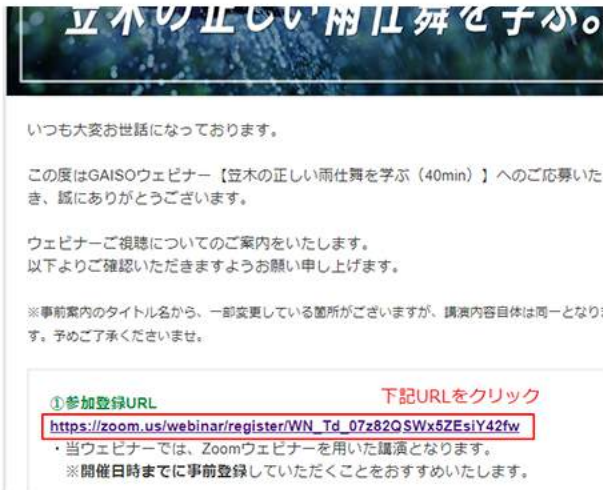 笠木の正しい雨仕舞を学ぶ。
いつも大変お世話になっております。
この度はGAISOウェビナー【笠木の正しい雨仕舞を学ぶ（40min）】へのご応募いた
き、誠にありがとうございます。
ウェビナーご視聴についてのご案内をいたします。
以下よりご確認いただきますようお願い申し上げます。
※事前案内のタイトル名から、一部変更している箇所がございますが、講演内容自体は同一となりま
す。予めご了承くださいませ。
①参加登録URL
下記URLをクリック
https://zoom.us/webinar/register/WN_Td_07z82QSWx5ZEsiY42fw
・当ウェビナーでは、Zoomウェビナーを用いた講演となります。
※開催日時までに事前登録していただくことをおすすめいたします。